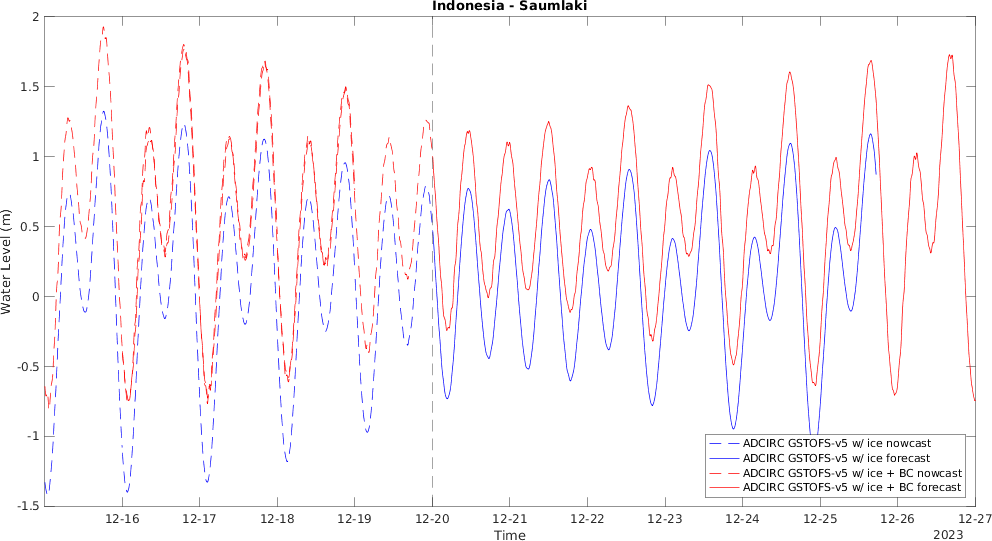 Indonesia - Saumlaki
2
1.5
1
0.5
0
-0.5
-1
-1.5
Water Level (m)
ADCIRC GSTOFS-v5 w/ ice nowcast
ADCIRC GSTOFS-v5 w/ ice forecast
ADCIRC GSTOFS-v5 w/ ice + BC nowcast
ADCIRC GSTOFS-v5 w/ ice + BC forecast
12-16 12-17 12-18 12-19 12-20 12-21 12-22 12-23 12-24 12-25 12-26 12-27
Time
2023